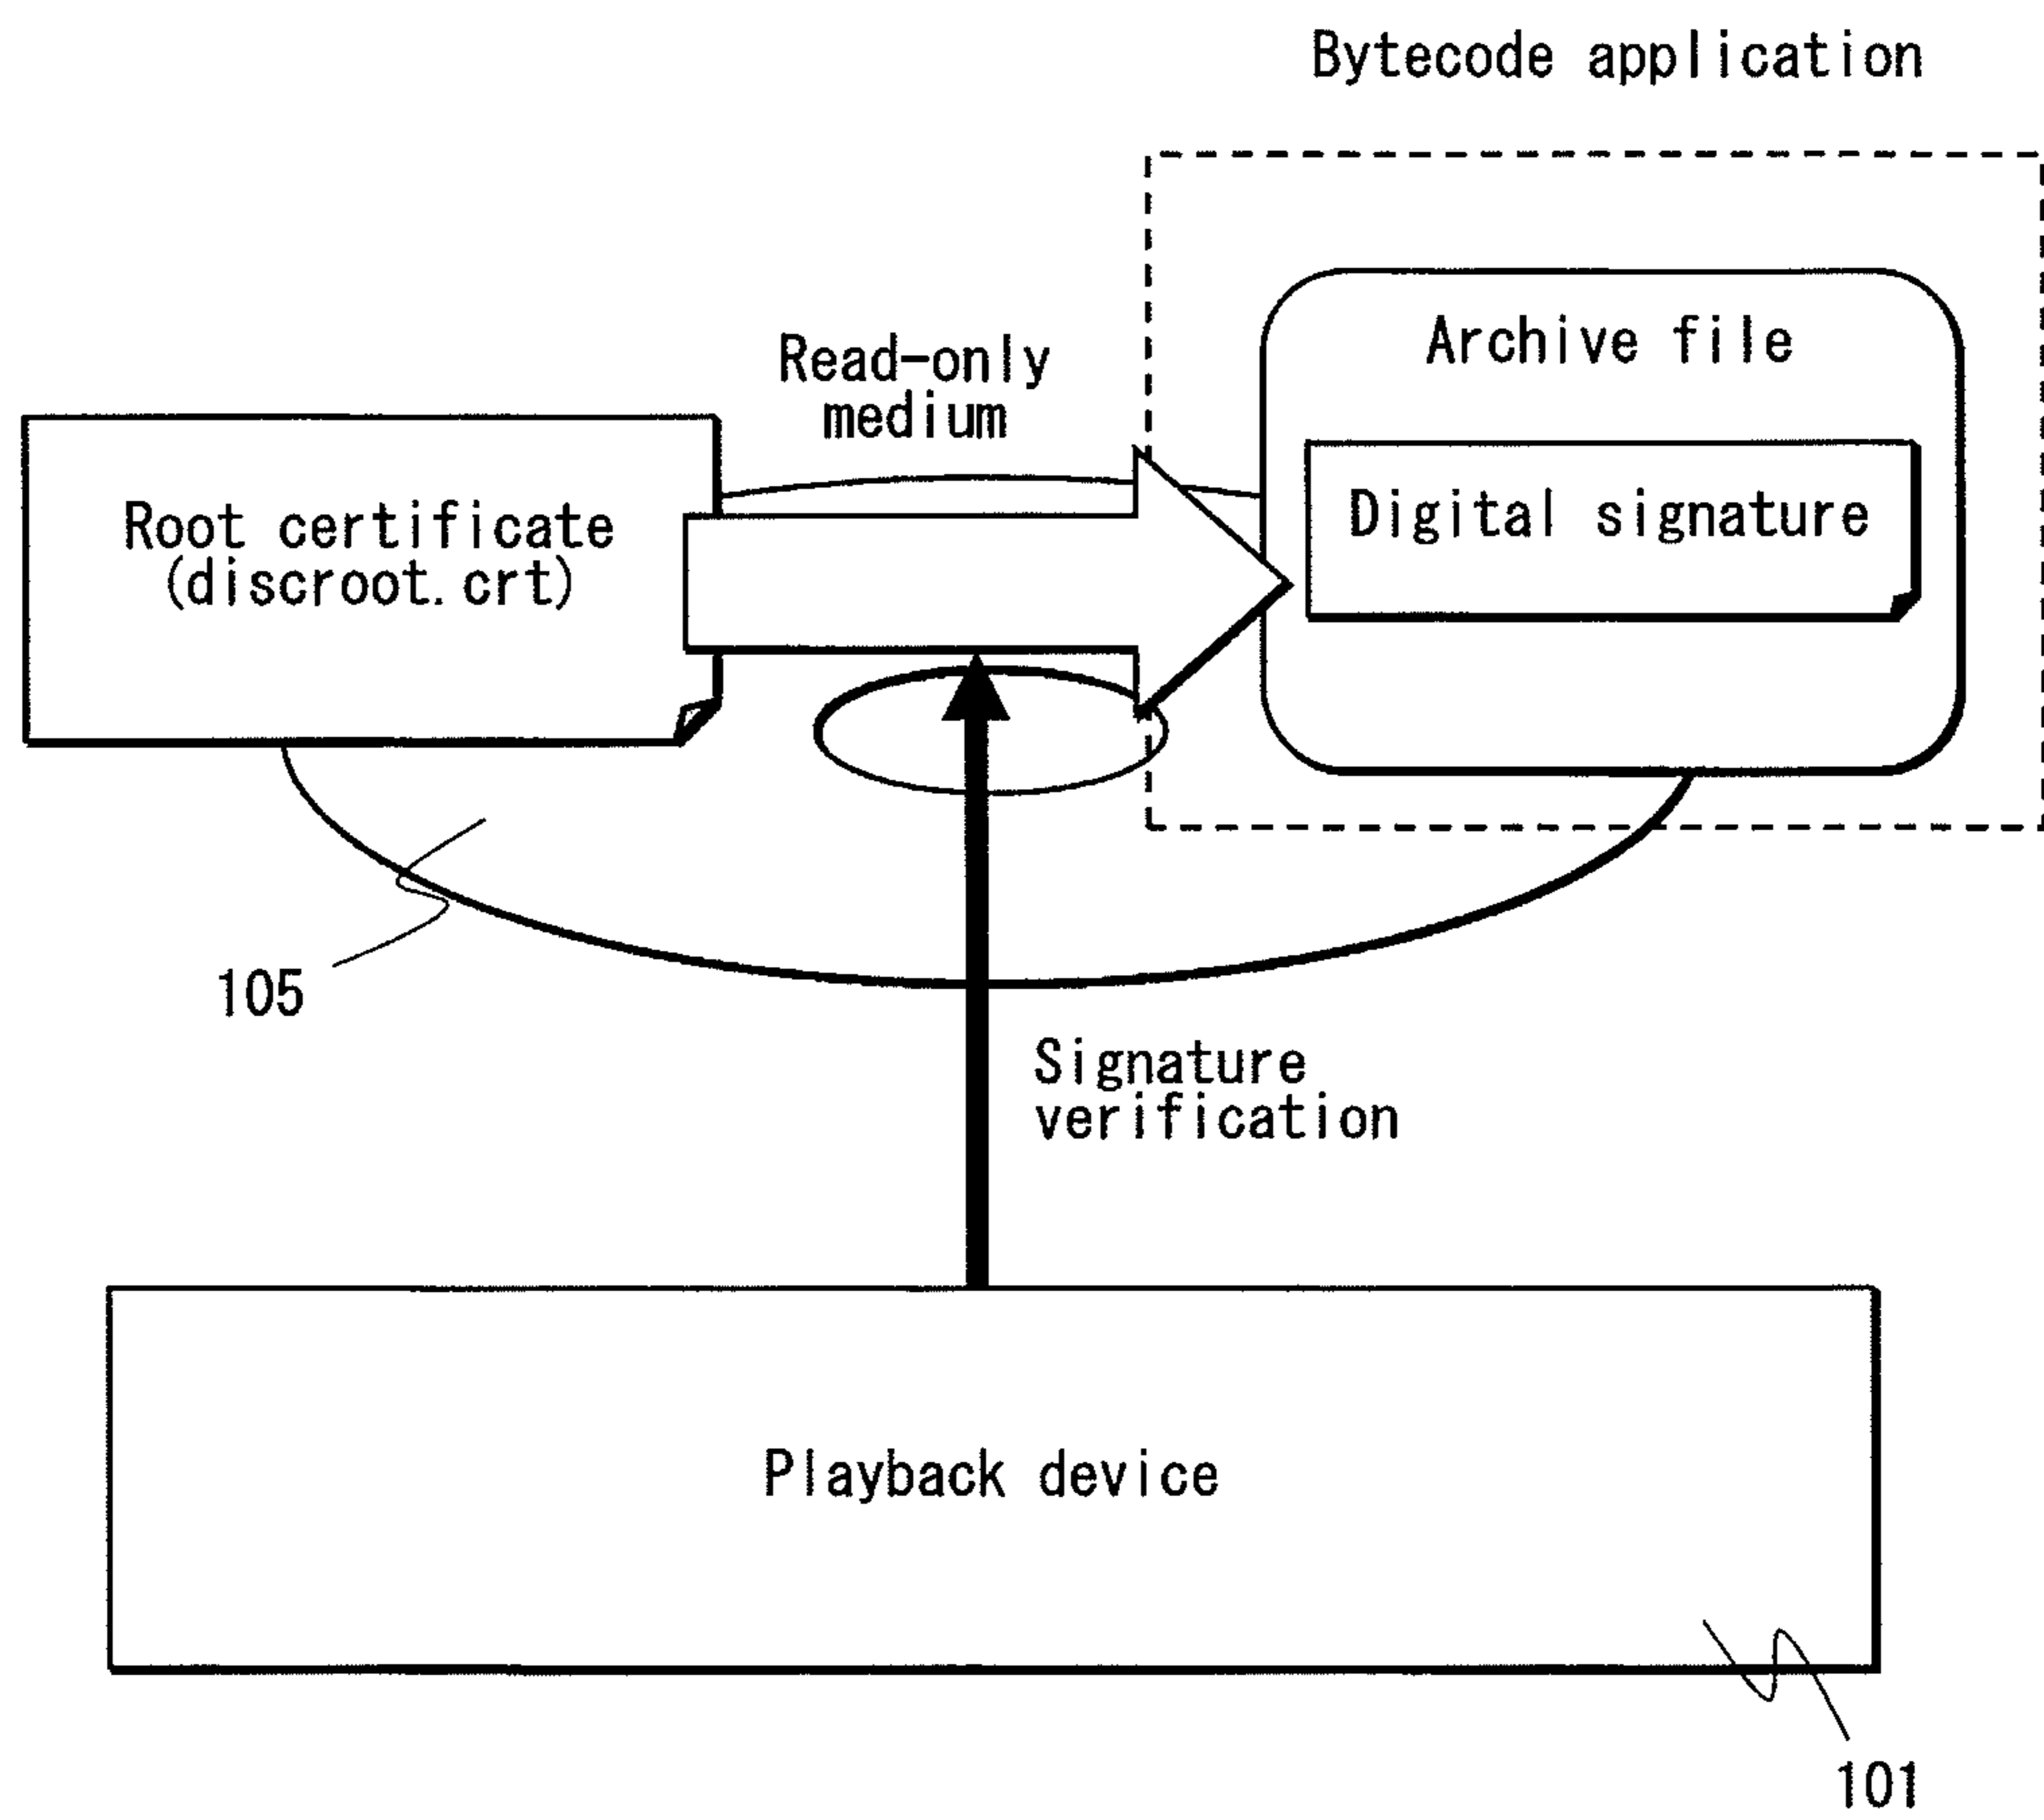 Bytecode application
Archive file
Read-only
medium
Digital signature
Root certificate
(discroot.crt)
105
Signature
verification
Playback device
101